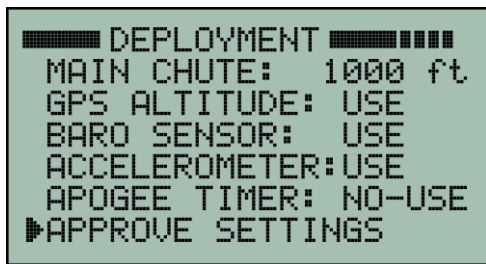 DEPLOYMENT
MAIN CHUTE: 1000 ft
GPS ALTITUDE: USE
BARO SENSOR: USE
ACCELEROMETER:USE
APOGEE TIMER: NO-USE
APPROVE SETTINGS